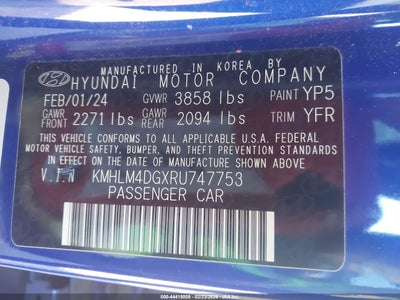 MANUFACTURED IN KOREA BY
HYUNDAI MOTOR COMPANY
FEB/01/24 GVWR 3858 lbs PAINT YP5
GAWR FRONT 2271 lbs GAWR REAR 2094 lbs TRIM YFR
THIS VEHICLE CONFORMS TO ALL APPLICABLE U.S.A. FEDERAL
MOTOR VEHICLE SAFETY, BUMPER, AND THEFT PREVENTION STANDARDS
IN EFFECT ON THE DATE OF MANUFACTURE SHOWN ABOVE.
V.I.N KMHLM4DGXRU747753
PASSENGER CAR